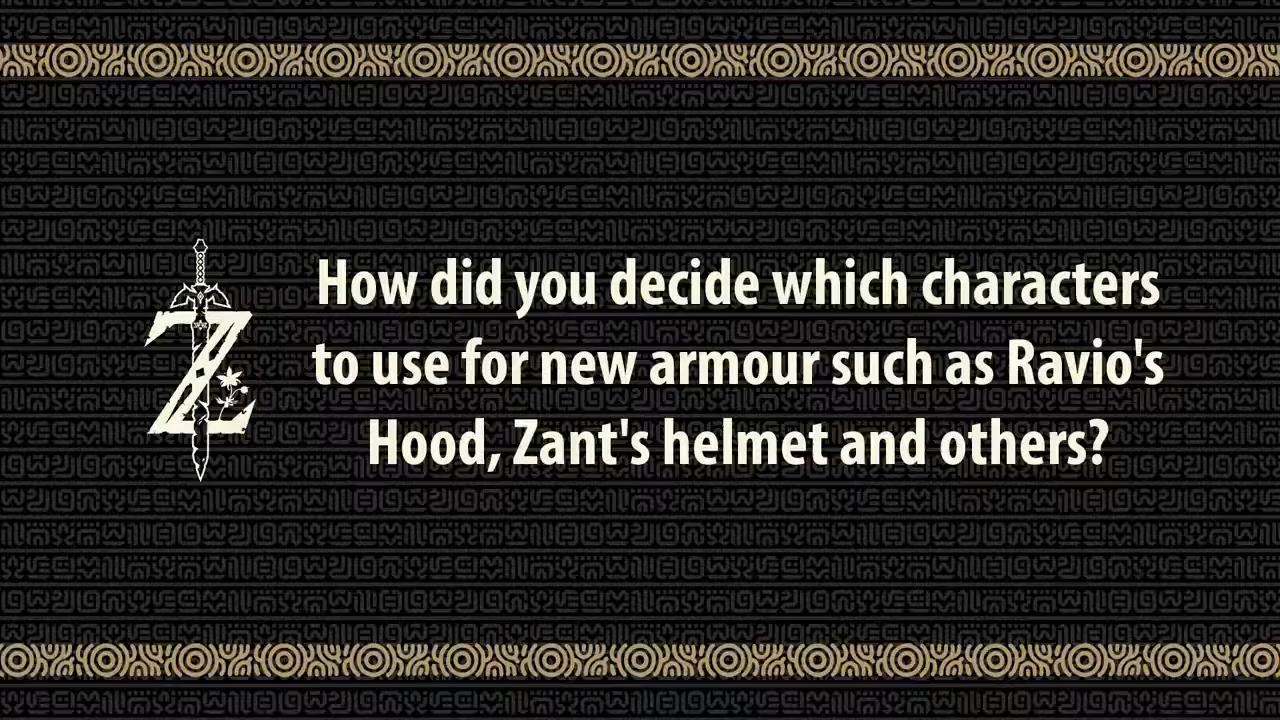 How did you decide which characters
to use for new armour such as Ravio's
Hood, Zant's helmet and others?